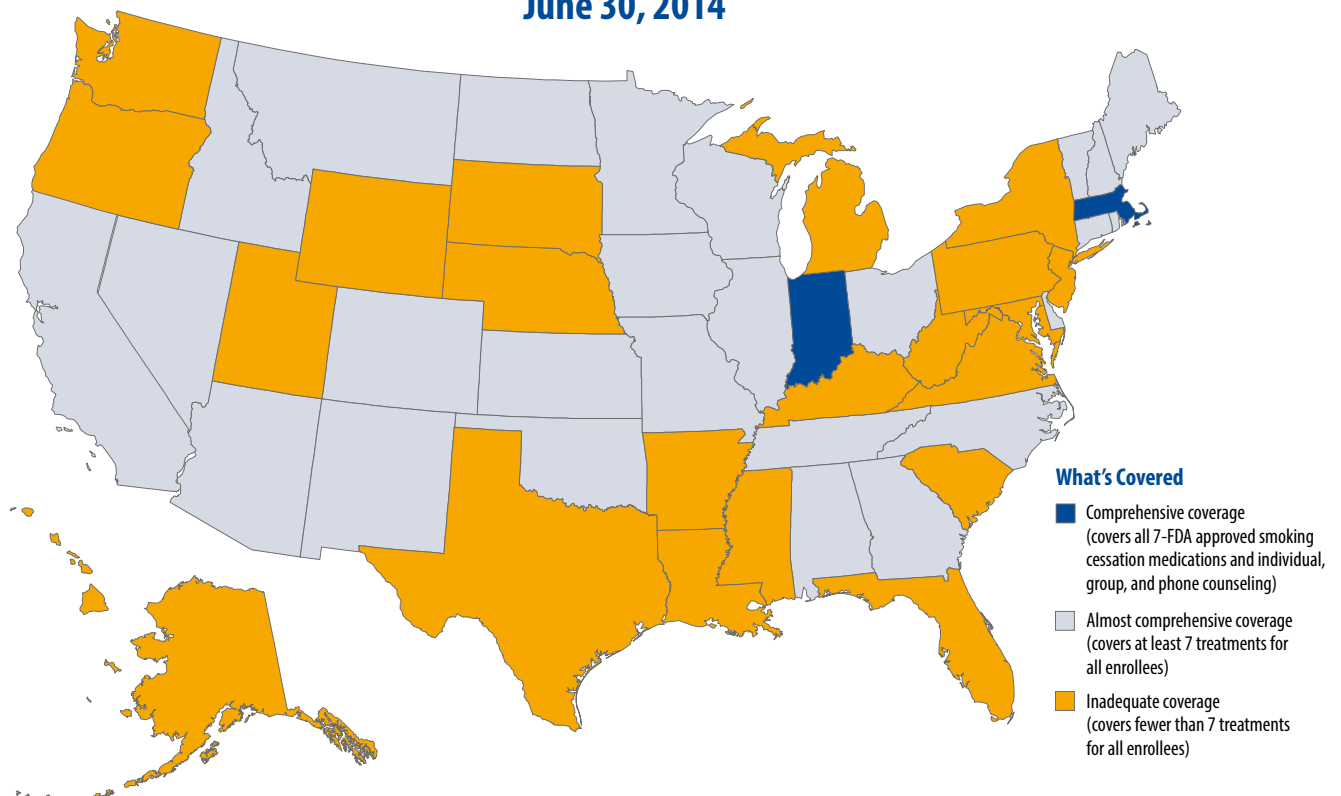 June 30, 2014
What's Covered
Comprehensive coverage
(covers all 7-FDA approved smoking
cessation medications and individual,
group, and phone counseling)
Almost comprehensive coverage
(covers at least 7 treatments for
all enrollees)
Inadequate coverage
(covers fewer than 7 treatments
for all enrollees)